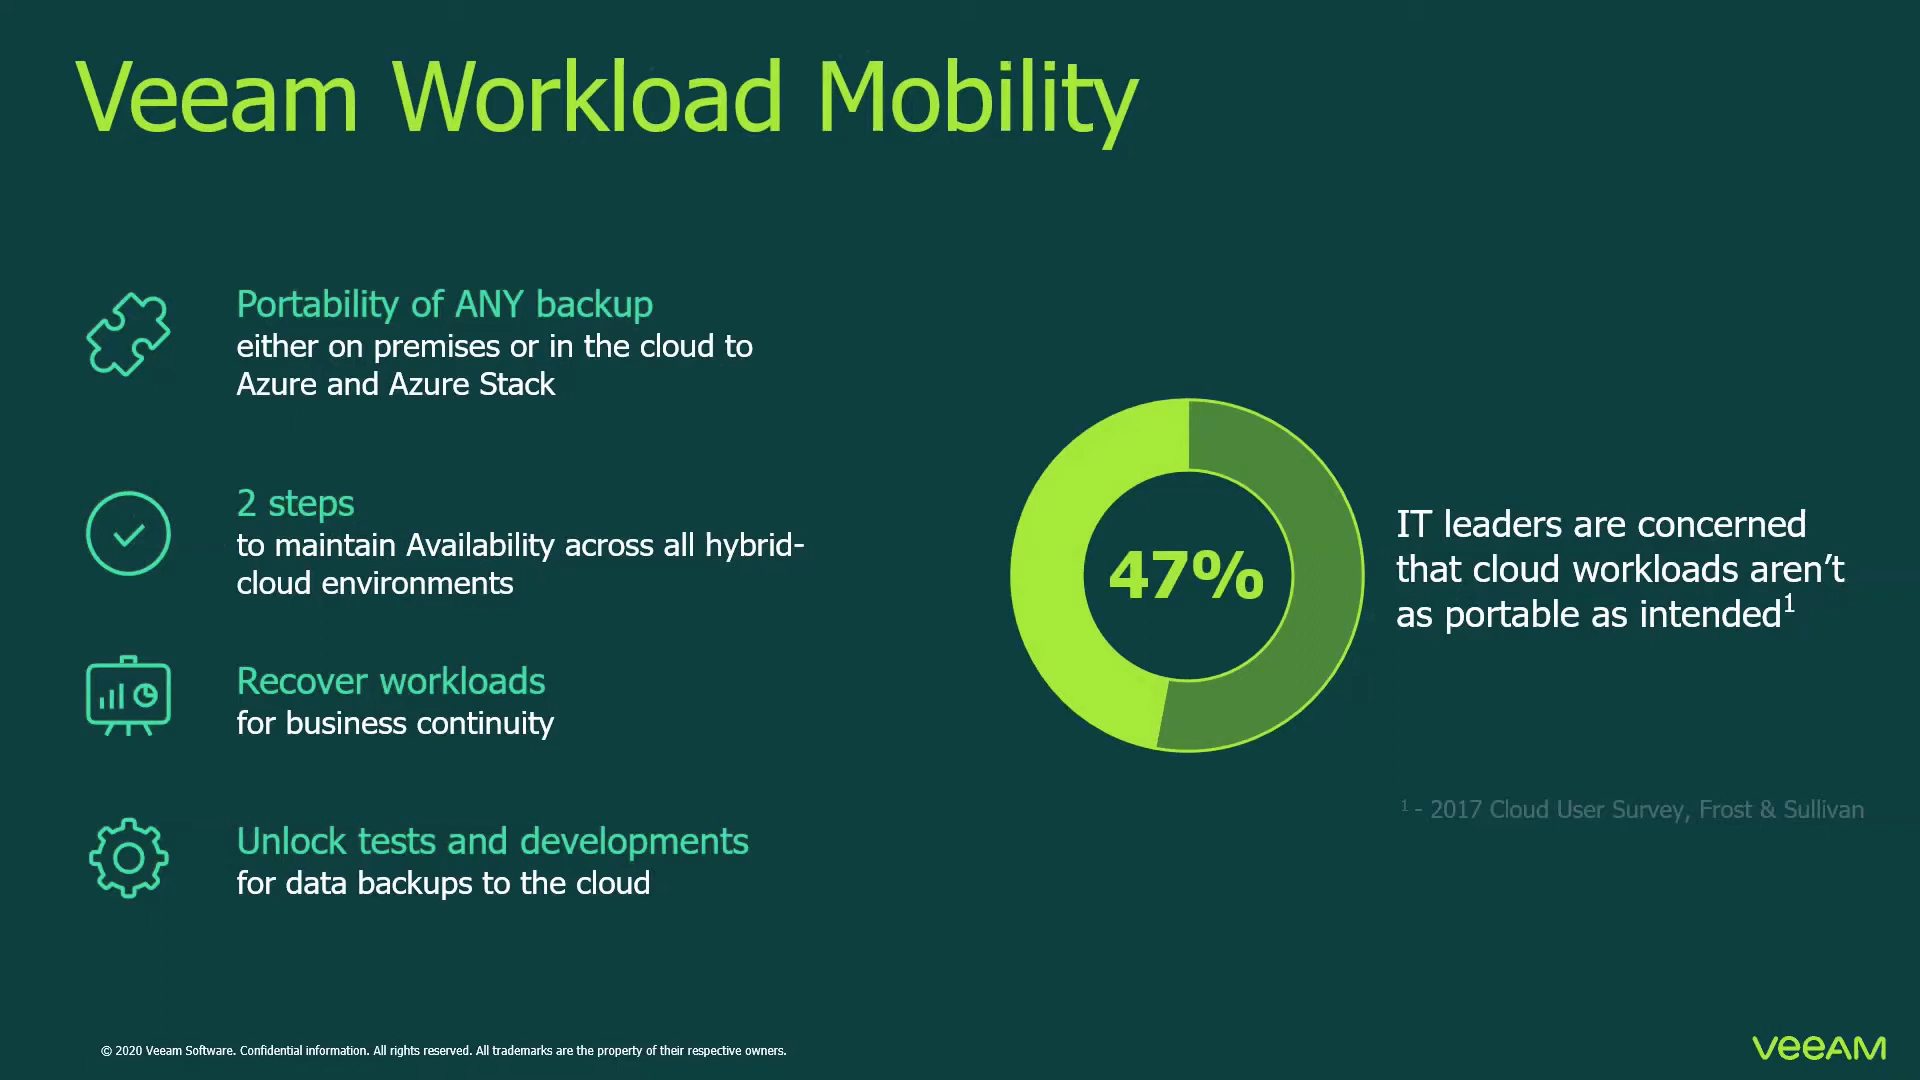 Veeam Workload Mobility
Portability of ANY backup
either on premises or in the cloud to
Azure and Azure Stack
2 steps
to maintain Availability across all hybrid-
cloud environments
Recover workloads
for business continuity
Unlock tests and developments
for data backups to the cloud
47%
IT leaders are concerned
that cloud workloads aren’t
as portable as intended¹
¹ - 2017 Cloud User Survey, Frost & Sullivan
© 2020 Veeam Software. Confidential information. All rights reserved. All trademarks are the property of their respective owners.
veeAM